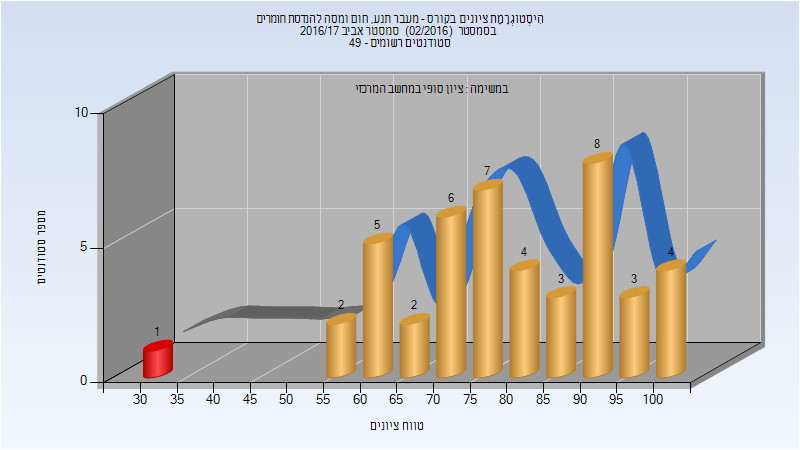 היסטוגרמת ציונים בקורס - מעבר תנע, חום ומסה להנדסת חומרים
בסמסטר (02/2016) סמסטר אביב 2016/17
סטודנטים רשומים - 49
במשימה : ציון סופי במחשב המרכזי
מספר סטודנטים
10
5
0
1
2
5
2
6
7
4
3
8
3
4
30 35 40 45 50 55 60 65 70 75 80 85 90 95 100
טווח ציונים